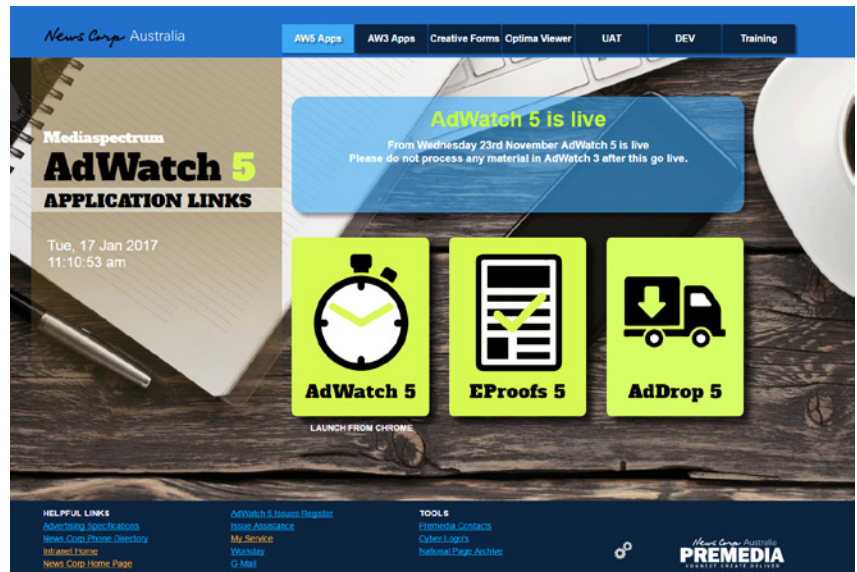 News Corp Australia
AW5 Apps
AW3 Apps
Creative Forms
Optima Viewer
UAT
DEV
Training
Mediaspectrum
AdWatch 5
APPLICATION LINKS
Tue, 17 Jan 2017
11:10:53 am
AdWatch 5 is live
From Wednesday 23rd November AdWatch 5 is live
Please do not process any material in AdWatch 3 after this go live.
AdWatch 5
EProofs 5
AdDrop 5
LAUNCH FROM CHROME
HELPFUL LINKS
Advertising Specifications
News Corp Phone Directory
Intranet Home
News Corp Home Page
AdWatch 5 Issues Register
Issue Assistance
My Service
Workday
G-Mail
TOOLS
Premedia Contacts
Cyber Logo's
National Page Archive
News Corp Australia
PREMEDIA
CONNECT CREATE DELIVER